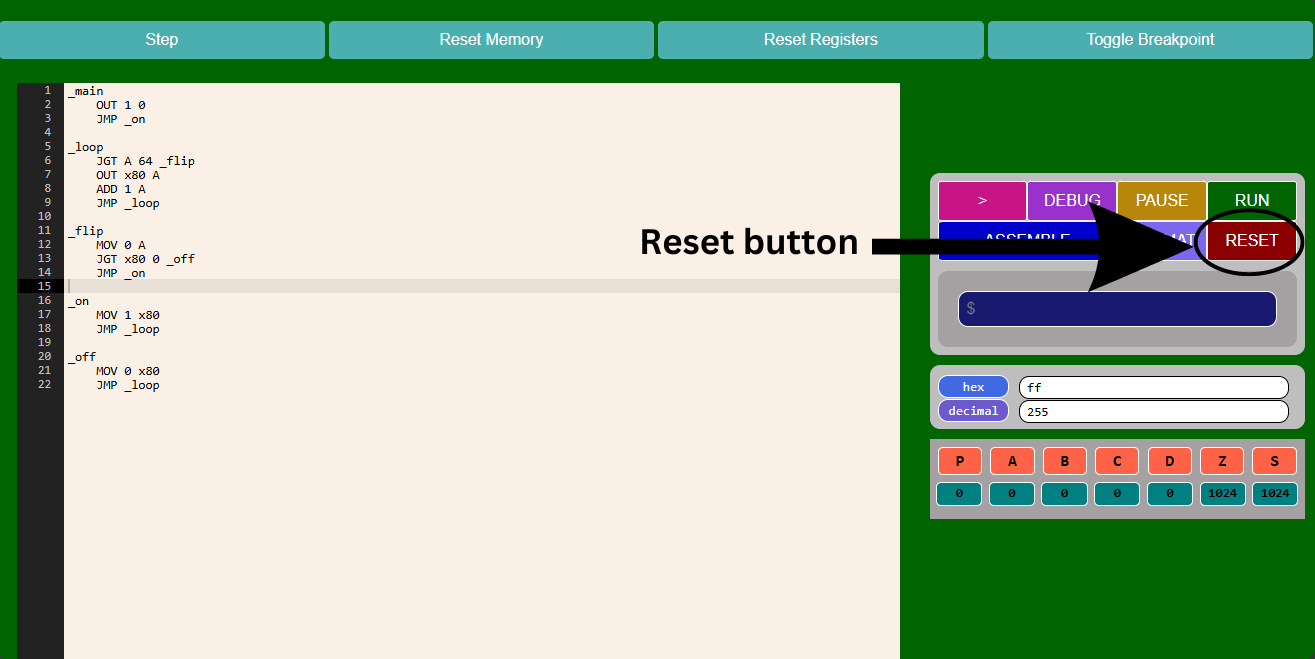 Step Reset Memory Reset Registers Toggle Breakpoint
1 _main
2 OUT 1 0
3 JMP _on
4
5 _loop
6 JGT A 64 _flip
7 OUT x80 A
8 ADD 1 A
9 JMP _loop
10
11 _flip
12 MOV 0 A
13 JGT x80 0 _off
14 JMP _on
15
16 _on
17 MOV 1 x80
18 JMP _loop
19
20 _off
21 MOV 0 x80
22 JMP _loop
> DEBUG PAUSE RUN
ASSEMBLE RESET
Reset button
$
hex ff
decimal 255
P A B C D Z S
0 0 0 0 0 1024 1024